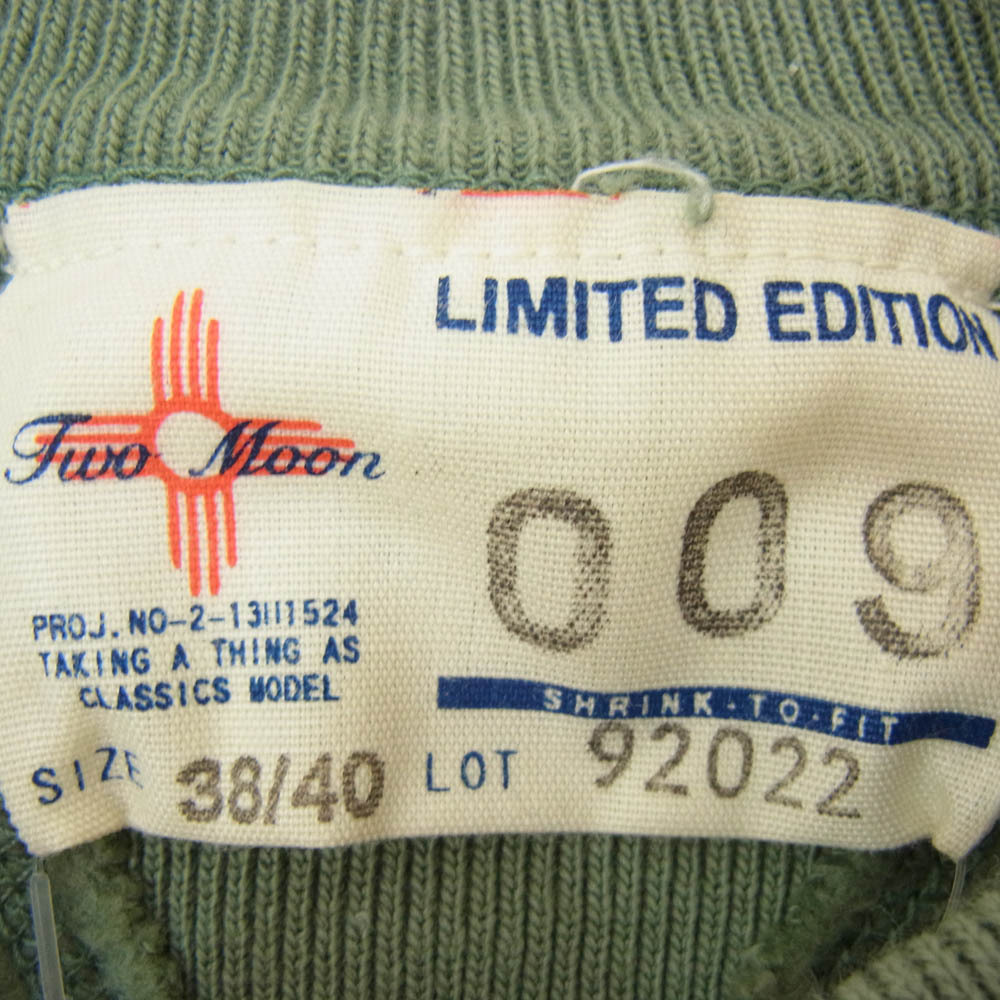 LIMITED EDITION
Two Moon
009
PROJ. NO-2-13111524
TAKING A THING AS
CLASSICS MODEL
SHRINK-TO-FIT
SIZE 38/40 LOT 92022